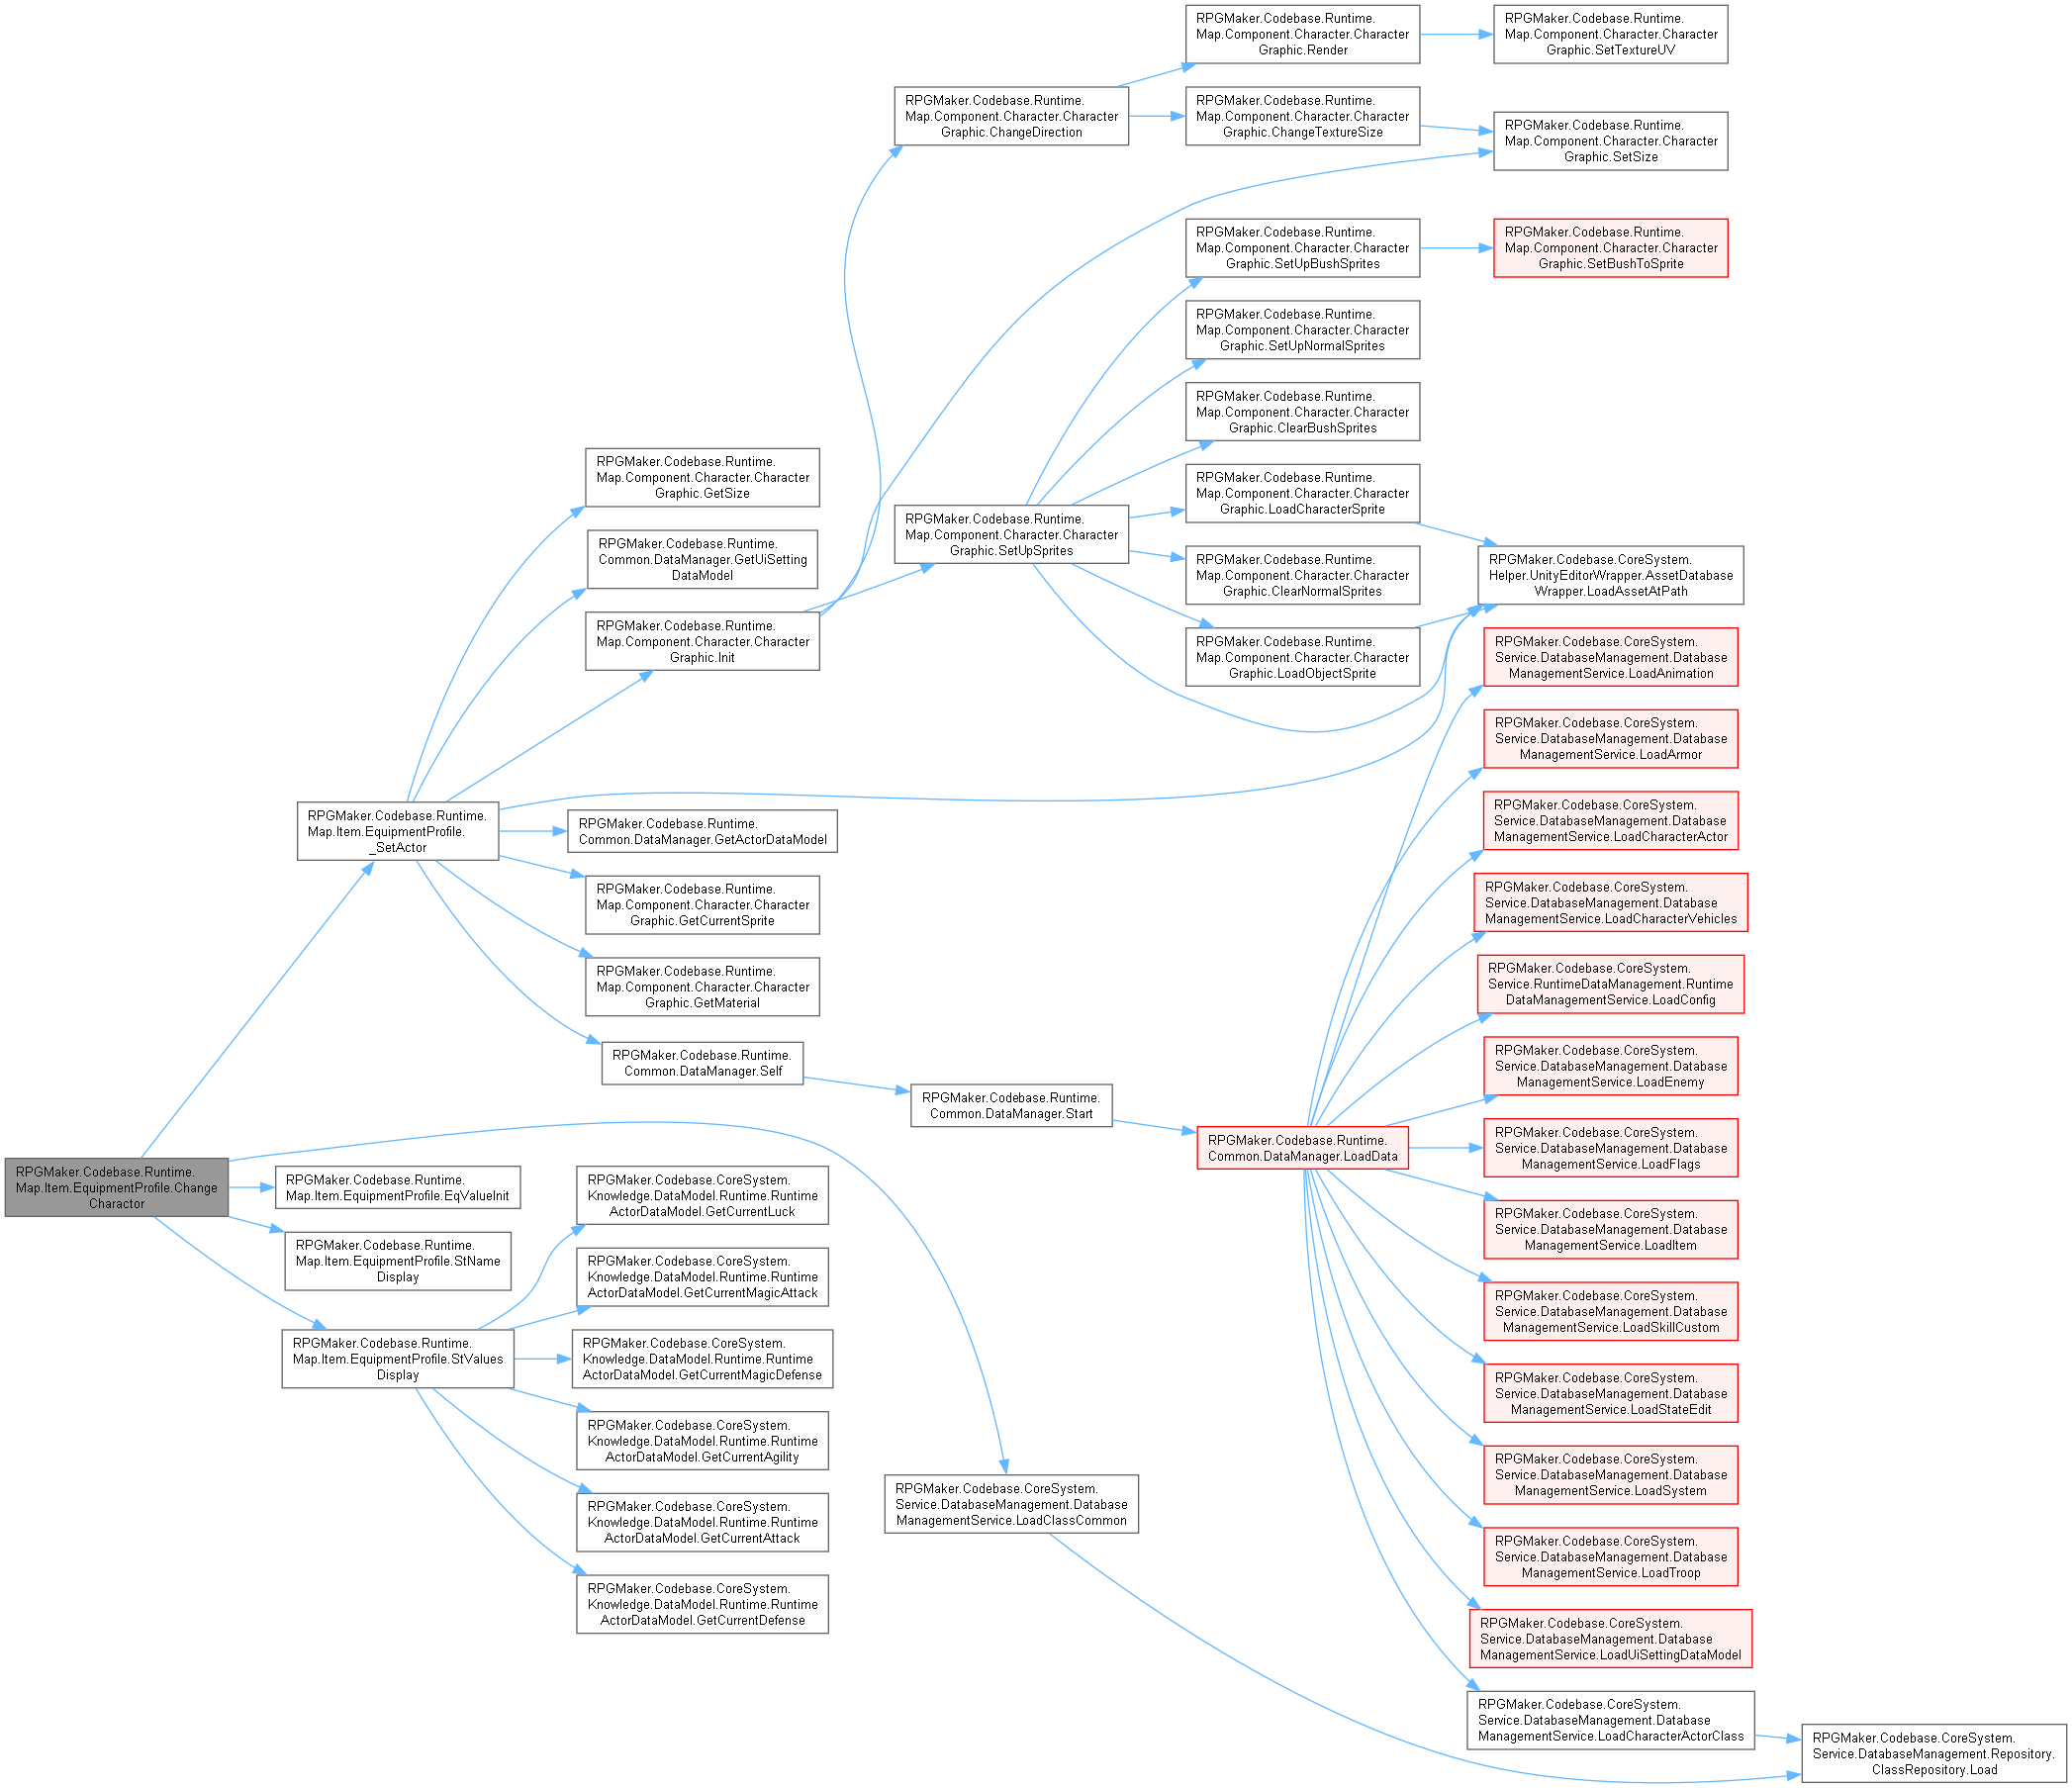 RPGMaker.Codebase.Runtime.
Map.Component.Character.Character
Graphic.Render
RPGMaker.Codebase.Runtime.
Map.Component.Character.Character
Graphic.SetTextureUV
RPGMaker.Codebase.Runtime.
Map.Component.Character.Character
Graphic.ChangeDirection
RPGMaker.Codebase.Runtime.
Map.Component.Character.Character
Graphic.ChangeTextureSize
RPGMaker.Codebase.Runtime.
Map.Component.Character.Character
Graphic.SetSize
RPGMaker.Codebase.Runtime.
Map.Component.Character.Character
Graphic.SetUpBushSprites
RPGMaker.Codebase.Runtime.
Map.Component.Character.Character
Graphic.SetBushToSprite
RPGMaker.Codebase.Runtime.
Map.Component.Character.Character
Graphic.SetUpNormalSprites
RPGMaker.Codebase.Runtime.
Map.Component.Character.Character
Graphic.ClearBushSprites
RPGMaker.Codebase.Runtime.
Map.Component.Character.Character
Graphic.GetSize
RPGMaker.Codebase.Runtime.
Map.Component.Character.Character
Graphic.LoadCharacterSprite
RPGMaker.Codebase.Runtime.
Map.Component.Character.Character
Graphic.SetUpSprites
RPGMaker.Codebase.Runtime.
Common.DataManager.GetUiSetting
DataModel
RPGMaker.Codebase.Runtime.
Map.Component.Character.Character
Graphic.ClearNormalSprites
RPGMaker.Codebase.CoreSystem.
Helper.UnityEditorWrapper.AssetDatabase
Wrapper.LoadAssetAtPath
RPGMaker.Codebase.Runtime.
Map.Component.Character.Character
Graphic.Init
RPGMaker.Codebase.Runtime.
Map.Component.Character.Character
Graphic.LoadObjectSprite
RPGMaker.Codebase.CoreSystem.
Service.DatabaseManagement.Database
ManagementService.LoadAnimation
RPGMaker.Codebase.CoreSystem.
Service.DatabaseManagement.Database
ManagementService.LoadArmor
RPGMaker.Codebase.Runtime.
Map.Item.EquipmentProfile.
_SetActor
RPGMaker.Codebase.Runtime.
Common.DataManager.GetActorDataModel
RPGMaker.Codebase.CoreSystem.
Service.DatabaseManagement.Database
ManagementService.LoadCharacterActor
RPGMaker.Codebase.Runtime.
Map.Component.Character.Character
Graphic.GetCurrentSprite
RPGMaker.Codebase.CoreSystem.
Service.DatabaseManagement.Database
ManagementService.LoadCharacterVehicles
RPGMaker.Codebase.Runtime.
Map.Component.Character.Character
Graphic.GetMaterial
RPGMaker.Codebase.CoreSystem.
Service.RuntimeDataManagement.Runtime
DataManagementService.LoadConfig
RPGMaker.Codebase.Runtime.
Common.DataManager.Self
RPGMaker.Codebase.CoreSystem.
Service.DatabaseManagement.Database
ManagementService.LoadEnemy
RPGMaker.Codebase.Runtime.
Common.DataManager.Start
RPGMaker.Codebase.Runtime.
Common.DataManager.LoadData
RPGMaker.Codebase.CoreSystem.
Service.DatabaseManagement.Database
ManagementService.LoadFlags
RPGMaker.Codebase.Runtime.
Map.Item.EquipmentProfile.Change
Charactor
RPGMaker.Codebase.Runtime.
Map.Item.EquipmentProfile.EqValueInit
RPGMaker.Codebase.CoreSystem.
Knowledge.DataModel.Runtime.Runtime
ActorDataModel.GetCurrentLuck
RPGMaker.Codebase.CoreSystem.
Service.DatabaseManagement.Database
ManagementService.LoadItem
RPGMaker.Codebase.Runtime.
Map.Item.EquipmentProfile.StName
Display
RPGMaker.Codebase.CoreSystem.
Knowledge.DataModel.Runtime.Runtime
ActorDataModel.GetCurrentMagicAttack
RPGMaker.Codebase.CoreSystem.
Service.DatabaseManagement.Database
ManagementService.LoadSkillCustom
RPGMaker.Codebase.Runtime.
Map.Item.EquipmentProfile.StValues
Display
RPGMaker.Codebase.CoreSystem.
Knowledge.DataModel.Runtime.Runtime
ActorDataModel.GetCurrentMagicDefense
RPGMaker.Codebase.CoreSystem.
Service.DatabaseManagement.Database
ManagementService.LoadStateEdit
RPGMaker.Codebase.CoreSystem.
Knowledge.DataModel.Runtime.Runtime
ActorDataModel.GetCurrentAgility
RPGMaker.Codebase.CoreSystem.
Service.DatabaseManagement.Database
ManagementService.LoadSystem
RPGMaker.Codebase.CoreSystem.
Service.DatabaseManagement.Database
ManagementService.LoadClassCommon
RPGMaker.Codebase.CoreSystem.
Knowledge.DataModel.Runtime.Runtime
ActorDataModel.GetCurrentAttack
RPGMaker.Codebase.CoreSystem.
Service.DatabaseManagement.Database
ManagementService.LoadTroop
RPGMaker.Codebase.CoreSystem.
Knowledge.DataModel.Runtime.Runtime
ActorDataModel.GetCurrentDefense
RPGMaker.Codebase.CoreSystem.
Service.DatabaseManagement.Database
ManagementService.LoadUiSettingDataModel
RPGMaker.Codebase.CoreSystem.
Service.DatabaseManagement.Database
ManagementService.LoadCharacterActorClass
RPGMaker.Codebase.CoreSystem.
Service.DatabaseManagement.Repository.
ClassRepository.Load